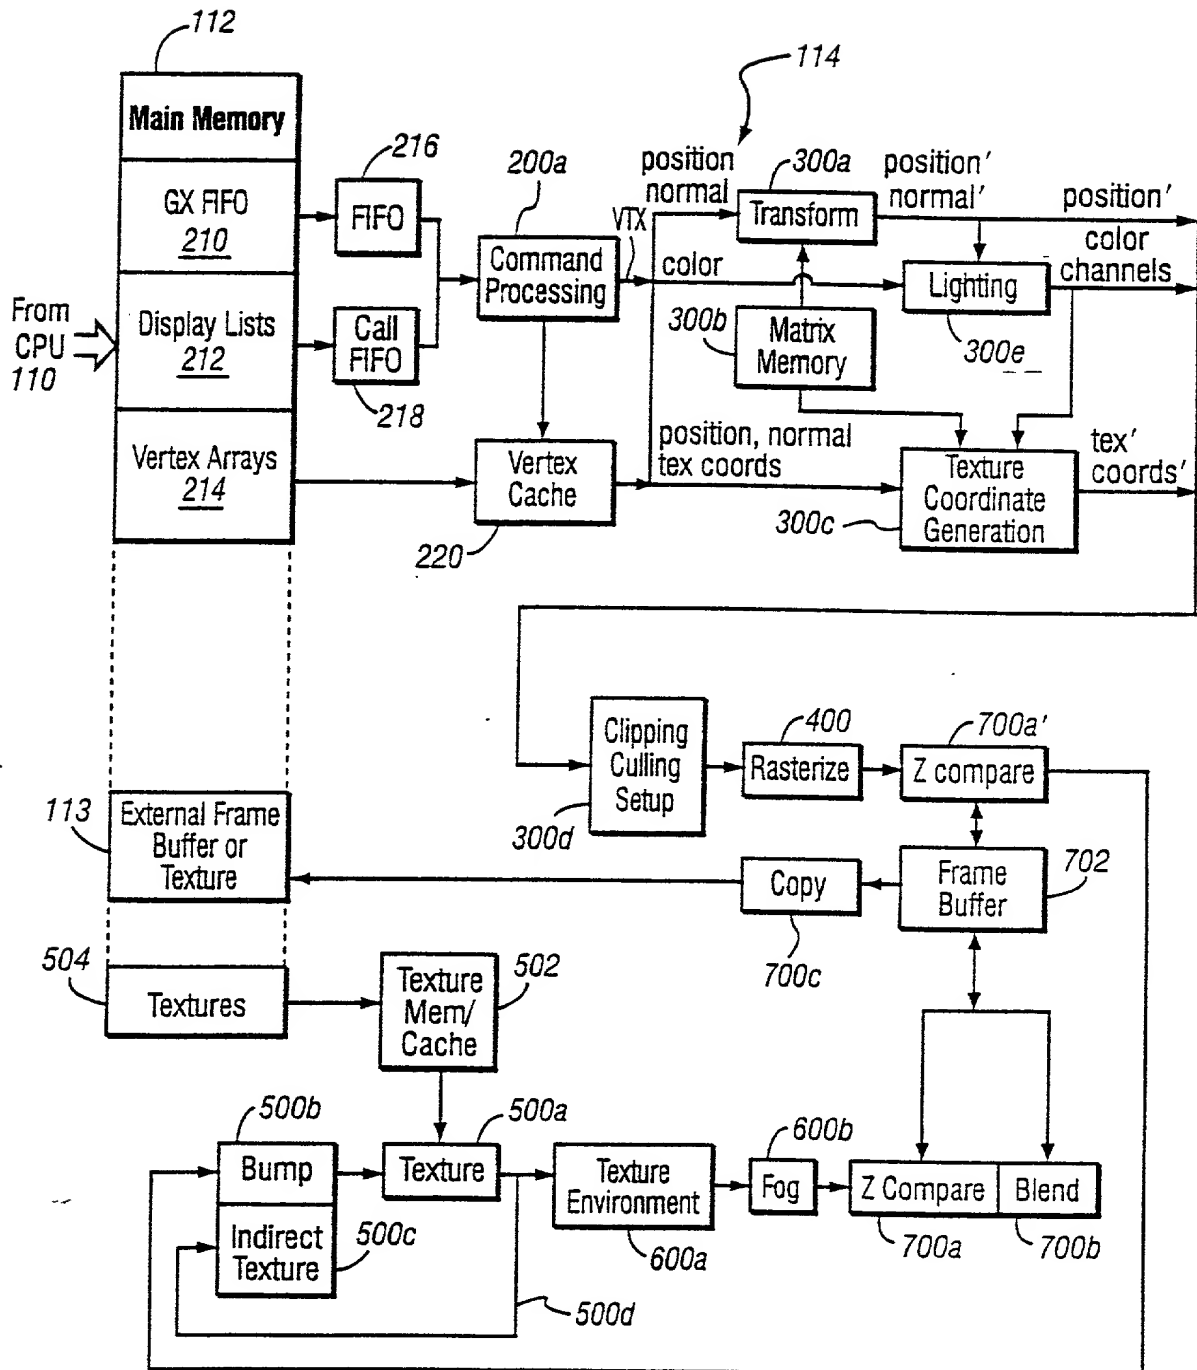 112
114
Main Memory
216
200a
position
normal
300a
position′
normal′
position′
GX FIFO
210
FIFO
VTX
Transform
Command
Processing
color
Lighting
color
channels
From
CPU
110
Display Lists
212
Call
FIFO
218
300b
Matrix
Memory
300e
Vertex Arrays
214
Vertex
Cache
220
position, normal
tex coords
Texture
Coordinate
Generation
300c
tex′
coords′
Clipping
Culling
Setup
300d
400
Rasterize
700a′
Z compare
113
External Frame
Buffer or
Texture
Copy
700c
Frame
Buffer
702
504
Textures
Texture
Mem/
Cache
502
500b
Bump
500a
Texture
Texture
Environment
600a
600b
Fog
Z Compare
Blend
700a
700b
Indirect
Texture
500c
500d